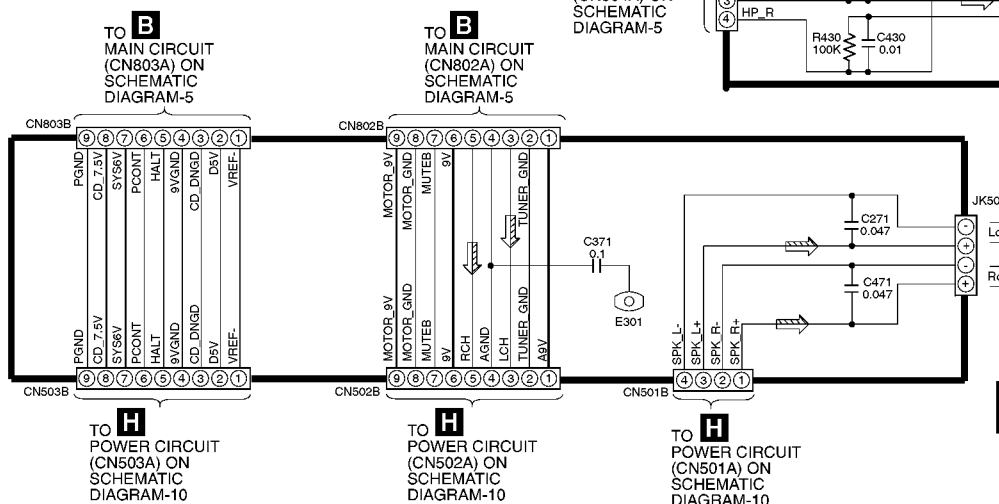 SCHEMATIC
DIAGRAM-5
3
4
HP_R
R430
100K
C430
0.01
TO B
MAIN CIRCUIT
(CN803A) ON
SCHEMATIC
DIAGRAM-5
TO B
MAIN CIRCUIT
(CN802A) ON
SCHEMATIC
DIAGRAM-5
CN803B
9 8 7 6 5 4 3 2 1
PGND
CD_7.5V
SYS6V
PCONT
HALT
9VGND
CD_DNGD
D5V
VREF-
CN802B
9 8 7 6 5 4 3 2 1
MOTOR_9V
MOTOR_GND
MUTEB
9V
TUNER_GND
A9V
C371
0.1
E301
C271
0.047
C471
0.047
JK50
- 
+
-
+
PGND
CD_7.5V
SYS6V
PCONT
HALT
9VGND
CD_DNGD
D5V
VREF-
9 8 7 6 5 4 3 2 1
CN503B
MOTOR_9V
MOTOR_GND
MUTEB
9V
RCH
AGND
LCH
TUNER_GND
A9V
9 8 7 6 5 4 3 2 1
CN502B
SPK_L-
SPK_L+
SPK_R-
SPK_R+
4 3 2 1
CN501B
TO H
POWER CIRCUIT
(CN503A) ON
SCHEMATIC
DIAGRAM-10
TO H
POWER CIRCUIT
(CN502A) ON
SCHEMATIC
DIAGRAM-10
TO H
POWER CIRCUIT
(CN501A) ON
SCHEMATIC
DIAGRAM-10